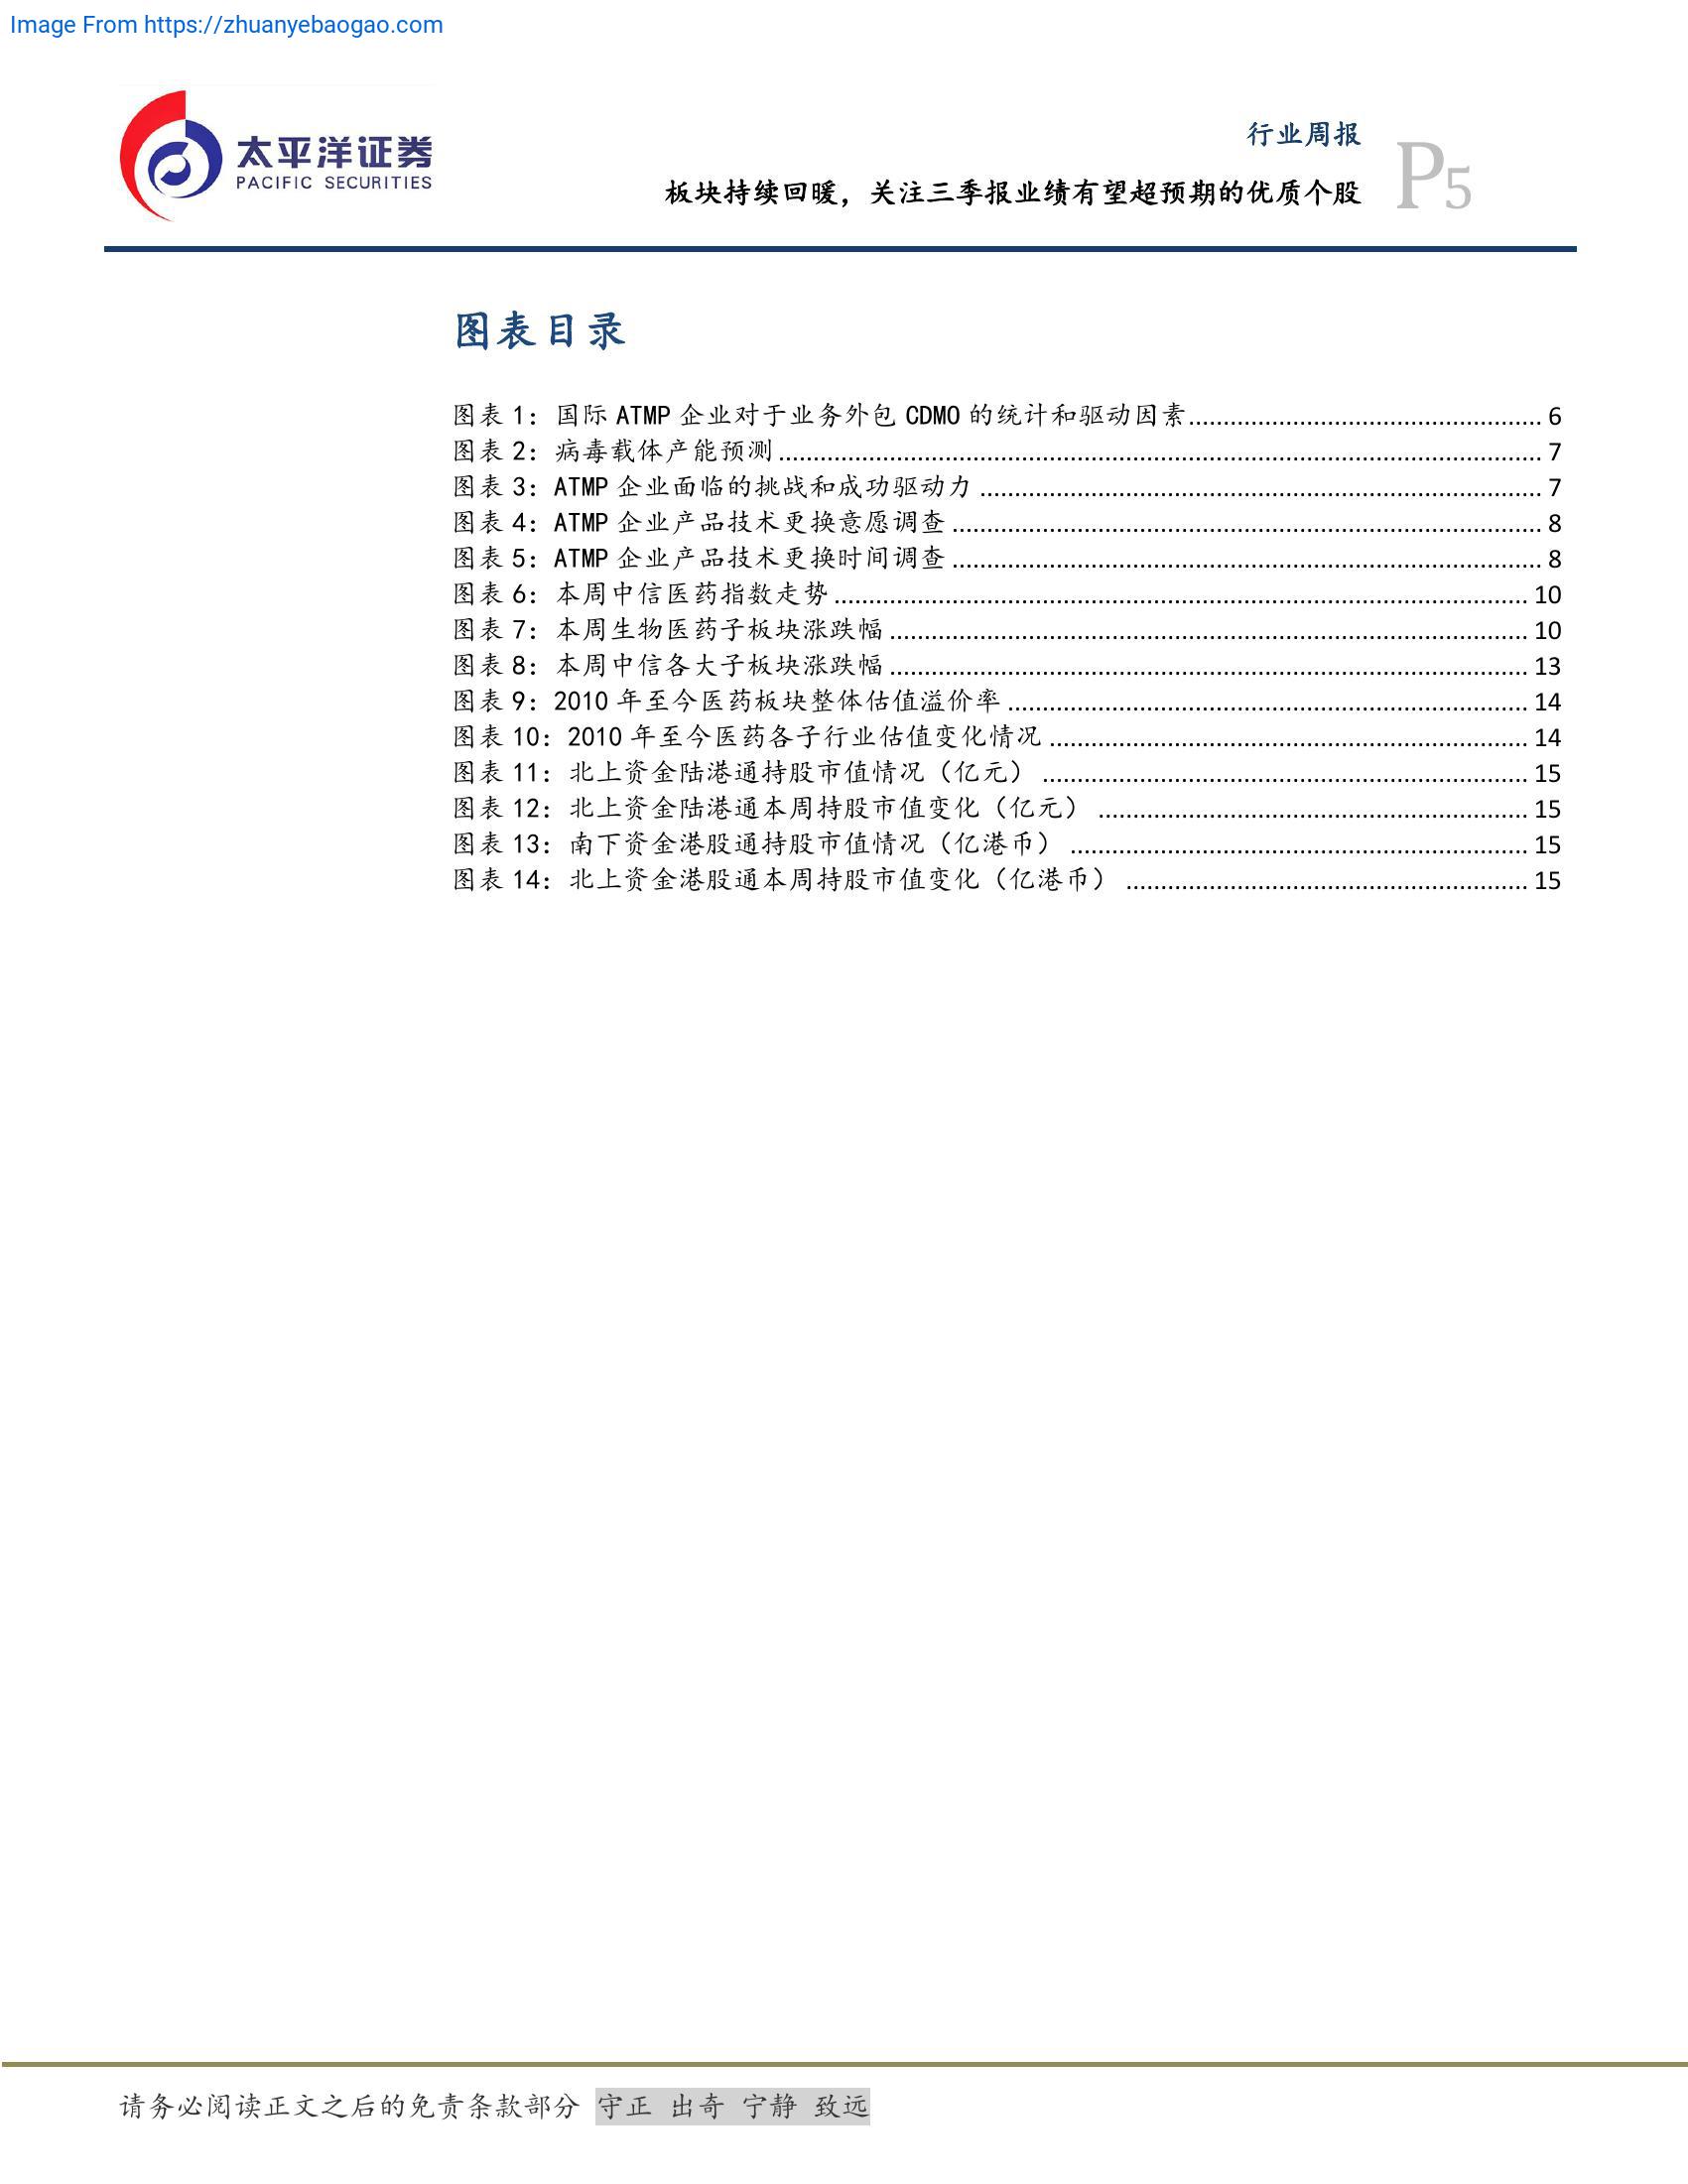 Image From https://zhuanyebaogao.com
太平洋证券
PACIFIC SECURITIES
行业周报
板块持续回暖，关注三季报业绩有望超预期的优质个股
P5
图表目录
图表 1：国际 ATMP 企业对于业务外包 CDMO 的统计和驱动因素 6
图表 2：病毒载体产能预测 7
图表 3：ATMP 企业面临的挑战和成功驱动力 7
图表 4：ATMP 企业产品技术更换意愿调查 8
图表 5：ATMP 企业产品技术更换时间调查 8
图表 6：本周中信医药指数走势 10
图表 7：本周生物医药子板块涨跌幅 10
图表 8：本周中信各大子板块涨跌幅 13
图表 9：2010 年至今医药板块整体估值溢价率 14
图表 10：2010 年至今医药各子行业估值变化情况 14
图表 11：北上资金陆港通持股市值情况（亿元） 15
图表 12：北上资金陆港通本周持股市值变化（亿元） 15
图表 13：南下资金港股通持股市值情况（亿港币） 15
图表 14：北上资金港股通本周持股市值变化（亿港币） 15
请务必阅读正文之后的免责条款部分 守正 出奇 宁静 致远